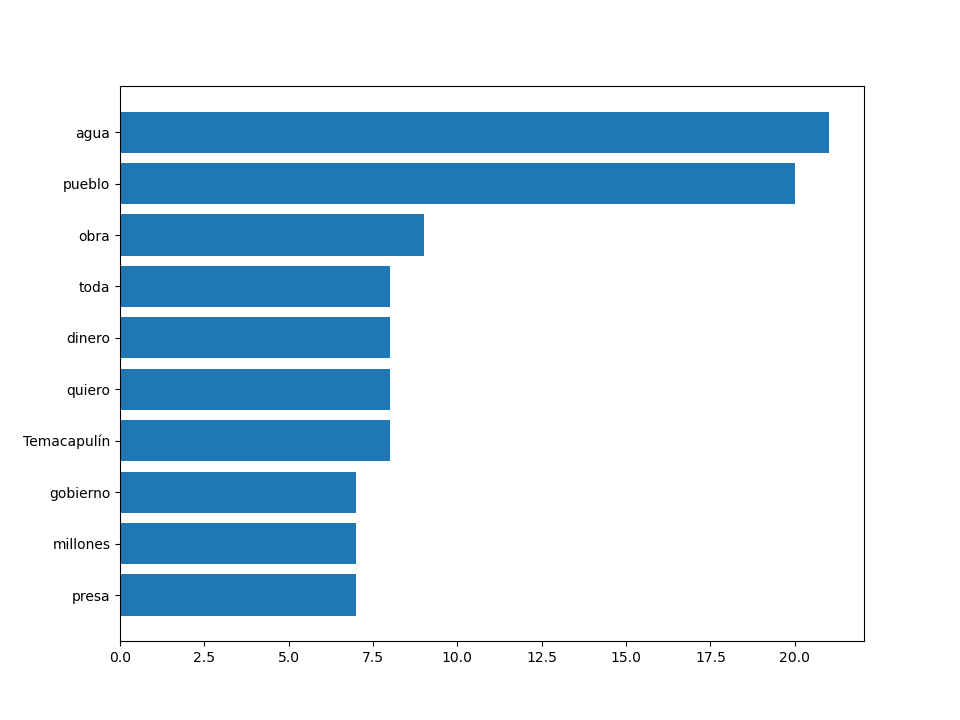 agua
pueblo
obra
toda
dinero
quiero
Temacapulín
gobierno
millones
presa
0.0 2.5 5.0 7.5 10.0 12.5 15.0 17.5 20.0